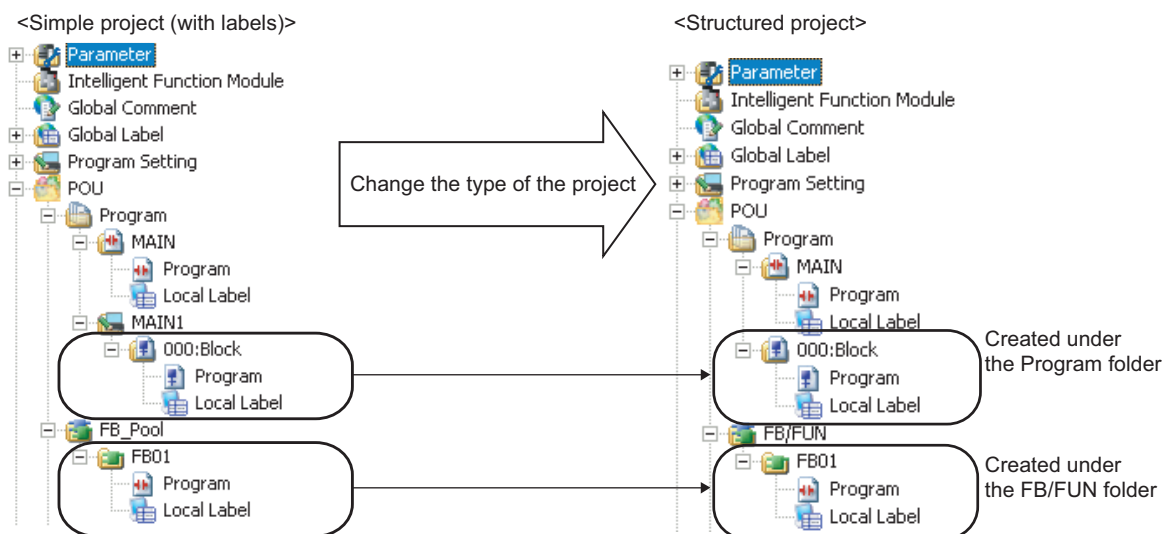 <Simple project (with labels)>
Parameter
Intelligent Function Module
Global Comment
Global Label
Program Setting
POU
Program
MAIN
Program
Local Label
MAIN1
000:Block
Program
Local Label
FB_Pool
FB01
Program
Local Label
Change the type of the project
<Structured project>
Parameter
Intelligent Function Module
Global Comment
Global Label
Program Setting
POU
Program
MAIN
Program
Local Label
000:Block
Program
Local Label
FB/FUN
FB01
Program
Local Label
Created under
the Program folder
Created under
the FB/FUN folder